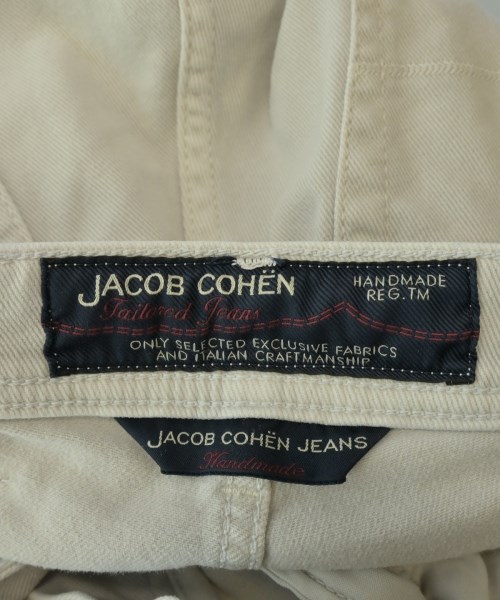 JACOB COHËN
HANDMADE
REG.TM
Tailored Jeans
ONLY SELECTED EXCLUSIVE FABRICS
AND ITALIAN CRAFTMANSHIP
JACOB COHËN JEANS
Handmade